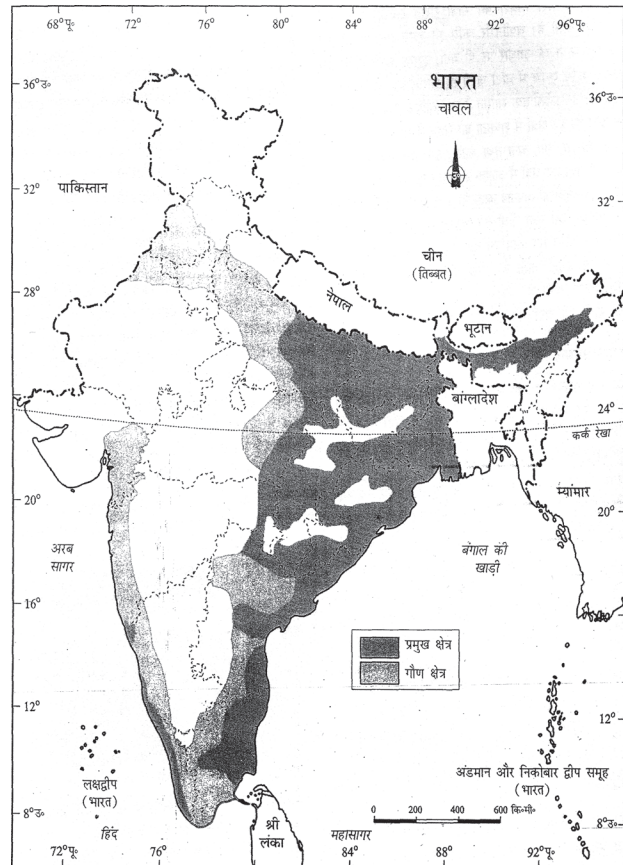 68°पू॰ 72° 76° 80° 84° 88° 92° 96°पू॰
भारत
चावल
36°उ॰ 36°उ॰
पाकिस्तान
32° 32°
चीन
(तिब्बत)
28° 28°
नेपाल
भूटान
बांग्लादेश
24° 24°
कर्क रेखा
म्यांमार
20° 20°
अरब
सागर
बंगाल की
खाड़ी
16° 16°
प्रमुख क्षेत्र
गौण क्षेत्र
12° 12°
लक्षद्वीप
(भारत)
अंडमान और निकोबार द्वीप समूह
(भारत)
0 200 400 600 कि॰मी॰
8°उ॰ 8°उ॰
हिंद
श्री
लंका
महासागर
72°पू॰ 76° 84° 88° 92°पू॰